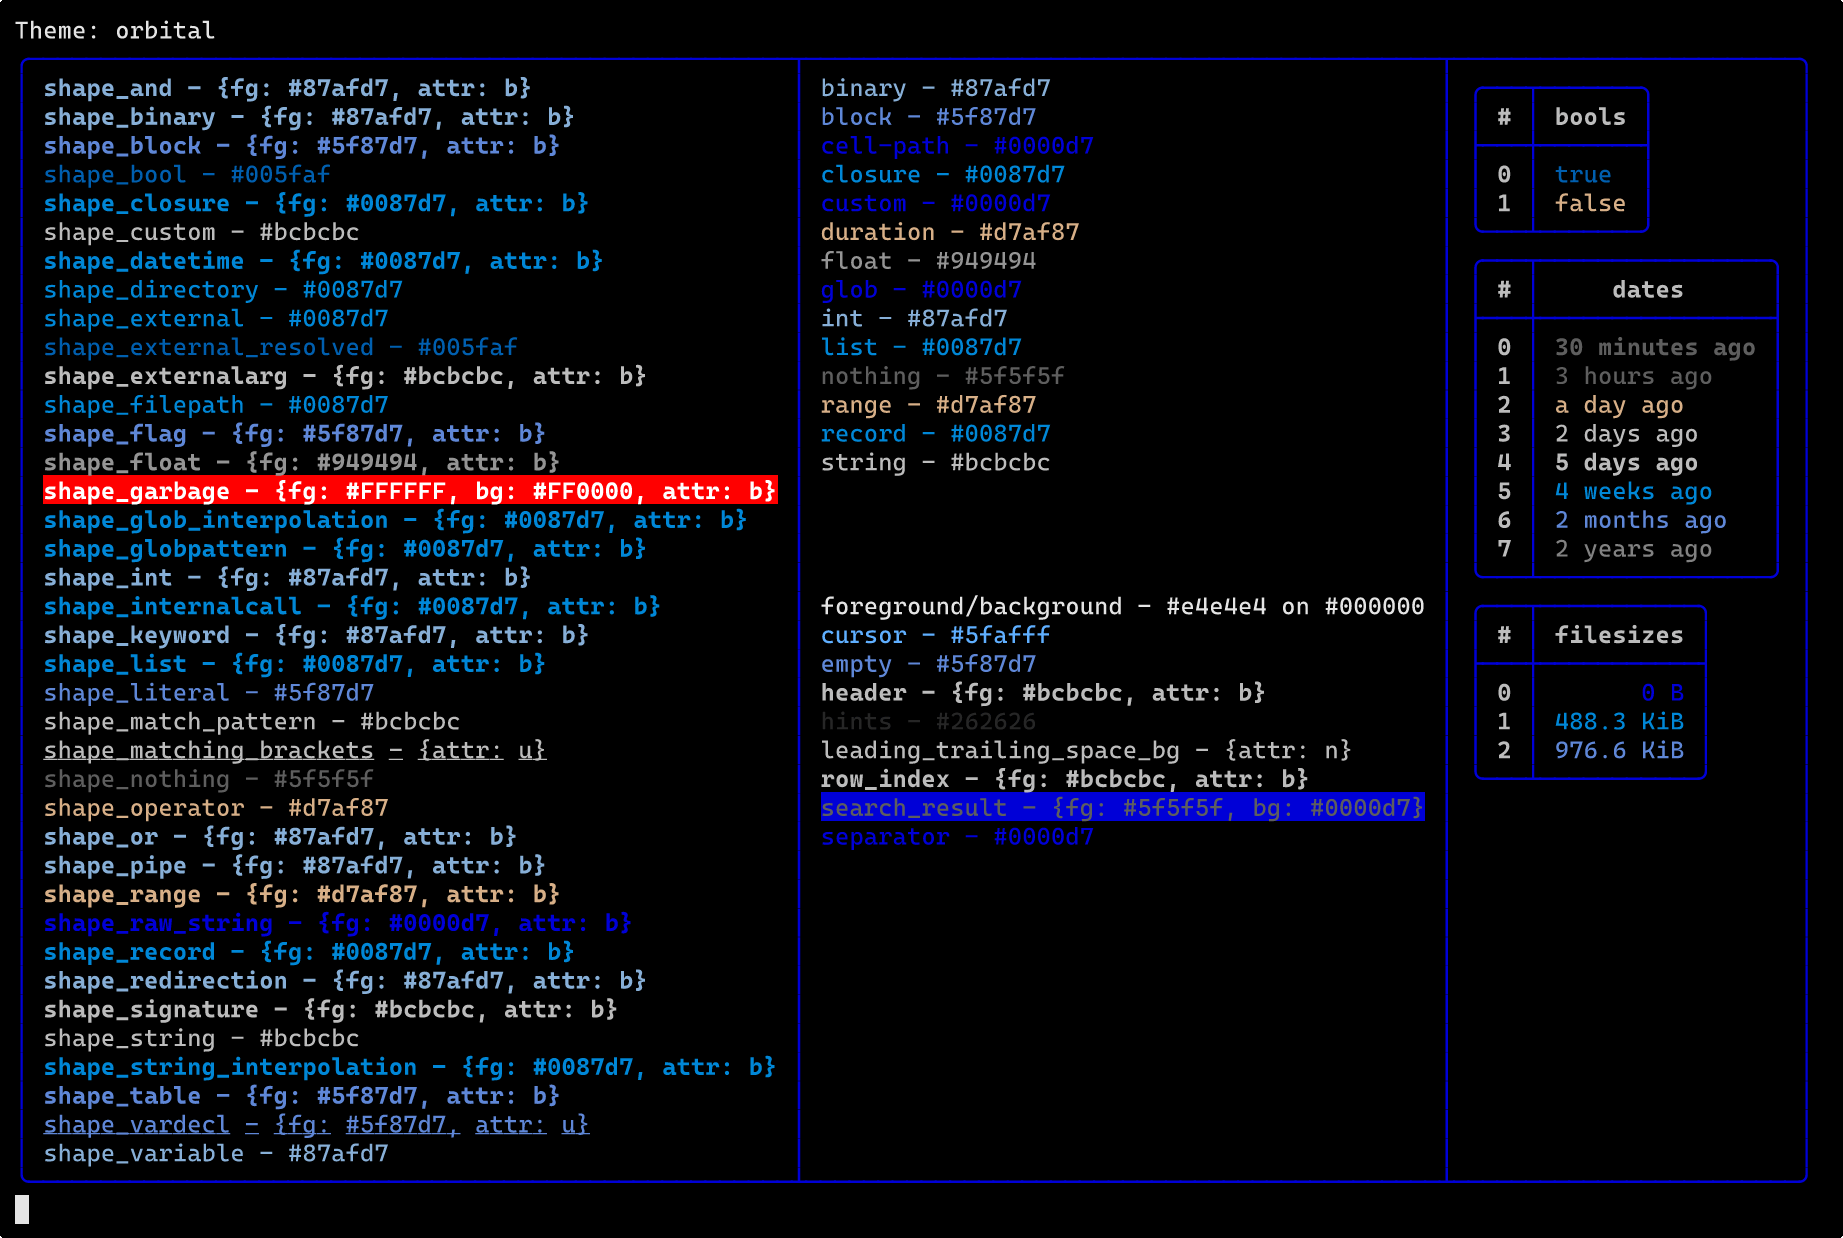 Theme: orbital
shape_and - {fg: #87afd7, attr: b}
shape_binary - {fg: #87afd7, attr: b}
shape_block - {fg: #5f87d7, attr: b}
shape_bool - #005faf
shape_closure - {fg: #0087d7, attr: b}
shape_custom - #bcbcbc
shape_datetime - {fg: #0087d7, attr: b}
shape_directory - #0087d7
shape_external - #0087d7
shape_external_resolved - #005faf
shape_externalarg - {fg: #bcbcbc, attr: b}
shape_filepath - #0087d7
shape_flag - {fg: #5f87d7, attr: b}
shape_float - {fg: #949494, attr: b}
shape_garbage - {fg: #FFFFFF, bg: #FF0000, attr: b}
shape_glob_interpolation - {fg: #0087d7, attr: b}
shape_globpattern - {fg: #0087d7, attr: b}
shape_int - {fg: #87afd7, attr: b}
shape_internalcall - {fg: #0087d7, attr: b}
shape_keyword - {fg: #87afd7, attr: b}
shape_list - {fg: #0087d7, attr: b}
shape_literal - #5f87d7
shape_match_pattern - #bcbcbc
shape_matching_brackets - {attr: u}
shape_nothing - #5f5f5f
shape_operator - #d7af87
shape_or - {fg: #87afd7, attr: b}
shape_pipe - {fg: #87afd7, attr: b}
shape_range - {fg: #d7af87, attr: b}
shape_raw_string - {fg: #0000d7, attr: b}
shape_record - {fg: #0087d7, attr: b}
shape_redirection - {fg: #87afd7, attr: b}
shape_signature - {fg: #bcbcbc, attr: b}
shape_string - #bcbcbc
shape_string_interpolation - {fg: #0087d7, attr: b}
shape_table - {fg: #5f87d7, attr: b}
shape_vardecl - {fg: #5f87d7, attr: u}
shape_variable - #87afd7
binary - #87afd7
block - #5f87d7
cell-path - #0000d7
closure - #0087d7
custom - #0000d7
duration - #d7af87
float - #949494
glob - #0000d7
int - #87afd7
list - #0087d7
nothing - #5f5f5f
range - #d7af87
record - #0087d7
string - #bcbcbc
foreground/background - #e4e4e4 on #000000
cursor - #5fafff
empty - #5f87d7
header - {fg: #bcbcbc, attr: b}
hints - #262626
leading_trailing_space_bg - {attr: n}
row_index - {fg: #bcbcbc, attr: b}
search_result - {fg: #5f5f5f, bg: #0000d7}
separator - #0000d7
# bools
0 true
1 false
# dates
0 30 minutes ago
1 3 hours ago
2 a day ago
3 2 days ago
4 5 days ago
5 4 weeks ago
6 2 months ago
7 2 years ago
# filesizes
0 0 B
1 488.3 KiB
2 976.6 KiB